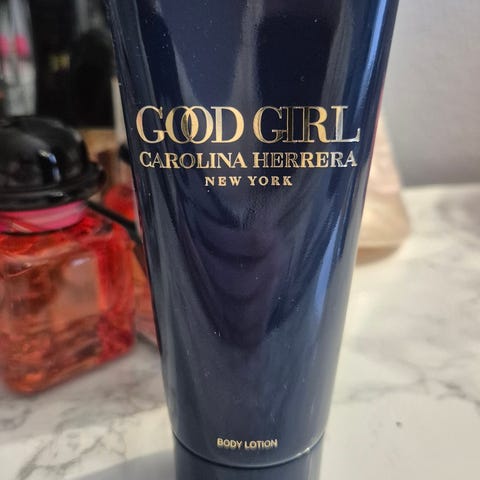 GOOD GIRL
CAROLINA HERRERA
NEW YORK
BODY LOTION